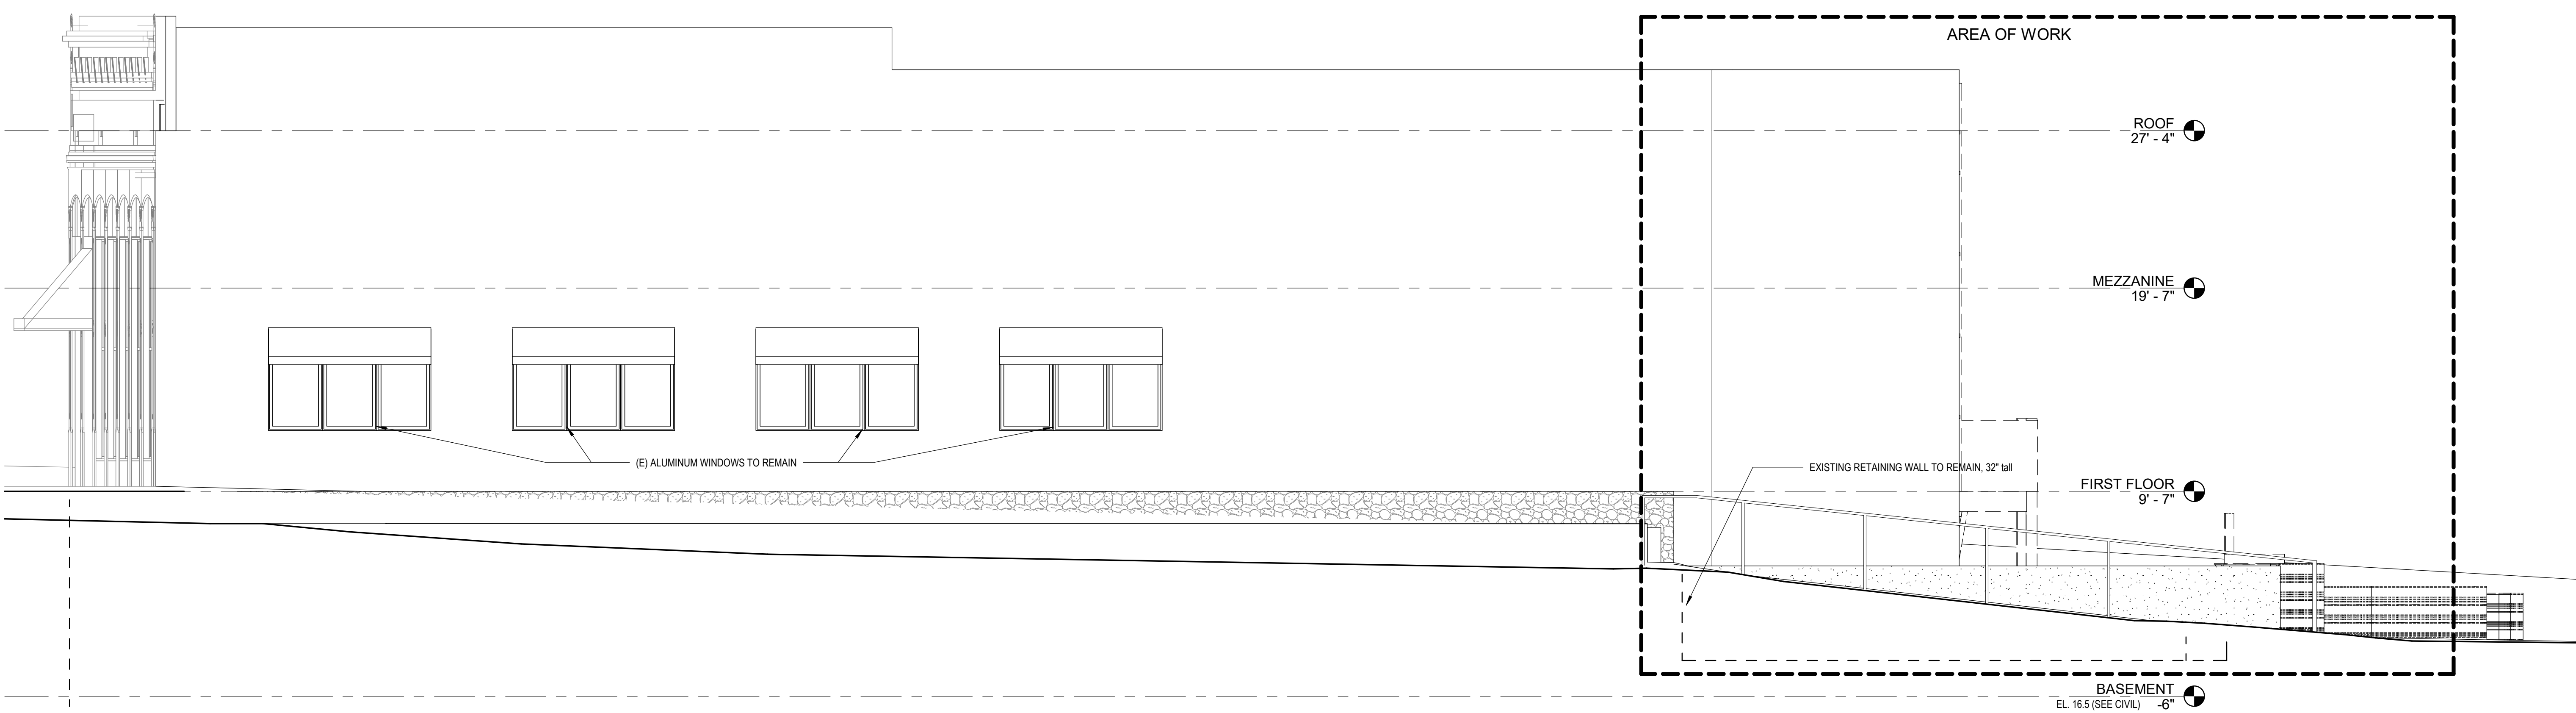 AREA OF WORK
ROOF
27' - 4"
MEZZANINE
19' - 7"
(E) ALUMINUM WINDOWS TO REMAIN
EXISTING RETAINING WALL TO REMAIN, 32" tall
FIRST FLOOR
9' - 7"
BASEMENT
EL. 16.5 (SEE CIVIL) -6"